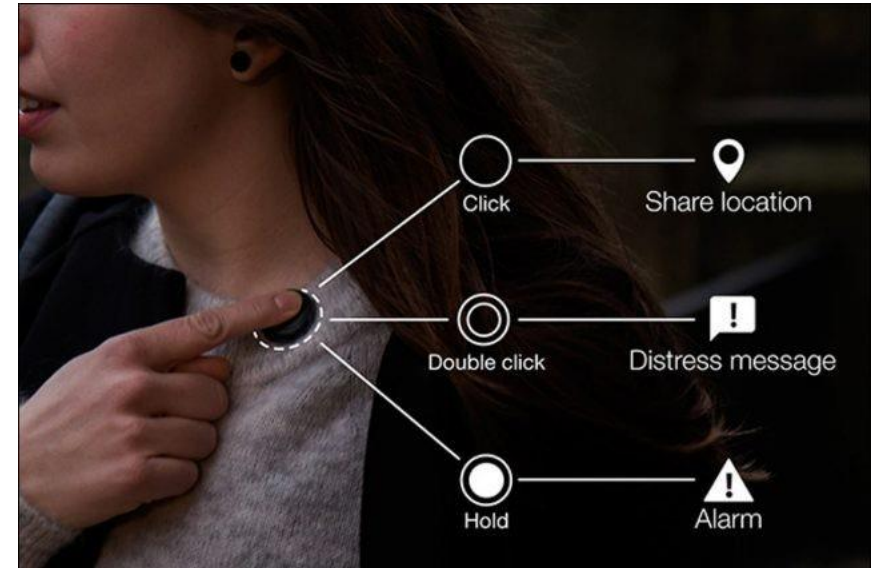 Click
Share location
Double click
Distress message
Hold
Alarm